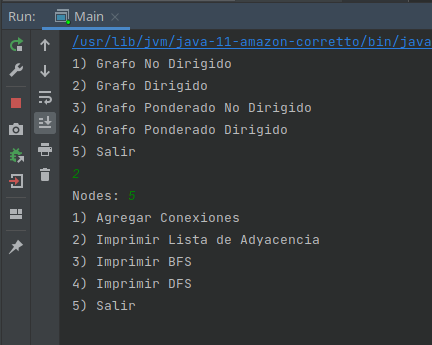 Run: Main
/usr/lib/jvm/java-11-amazon-corretto/bin/java
1) Grafo No Dirigido
2) Grafo Dirigido
3) Grafo Ponderado No Dirigido
4) Grafo Ponderado Dirigido
5) Salir
2
Nodes: 5
1) Agregar Conexiones
2) Imprimir Lista de Adyacencia
3) Imprimir BFS
4) Imprimir DFS
5) Salir